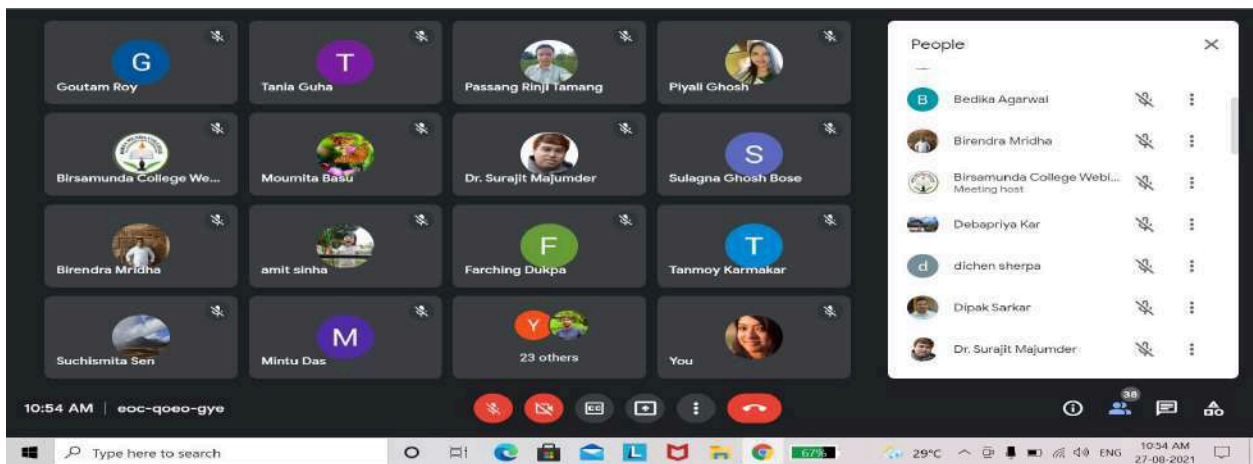 G
Goutam Roy
T
Tania Guha
Passang Rinji Tamang
Piyali Ghosh
Birsamunda College We...
Moumita Basu
Dr. Surajit Majumder
S
Sulagna Ghosh Bose
Birendra Mridha
amit sinha
F
Farching Dukpa
T
Tanmoy Karmakar
Suchismita Sen
M
Mintu Das
Y
23 others
You
People
B Bedika Agarwal
Birendra Mridha
Birsamunda College Webi...
Meeting host
Debapriya Kar
d dichen sherpa
Dipak Sarkar
Dr. Surajit Majumder
10:54 AM | eoc-qoeo-gye
CC
38
Type here to search
L
67%
29°C
ENG
10:54 AM
27-08-2021